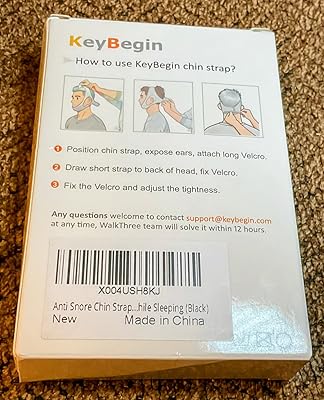 KeyBegin
How to use KeyBegin chin strap?
1 Position chin strap, expose ears, attach long Velcro.
2 Draw short strap to back of head, fix Velcro.
3 Fix the Velcro and adjust the tightness.
Any questions welcome to contact support@keybegin.com
at any time, WalkThree team will solve it within 12 hours.
X004USH8KJ
Anti Snore Chin Strap...hile Sleeping (Black)
New
Made in China